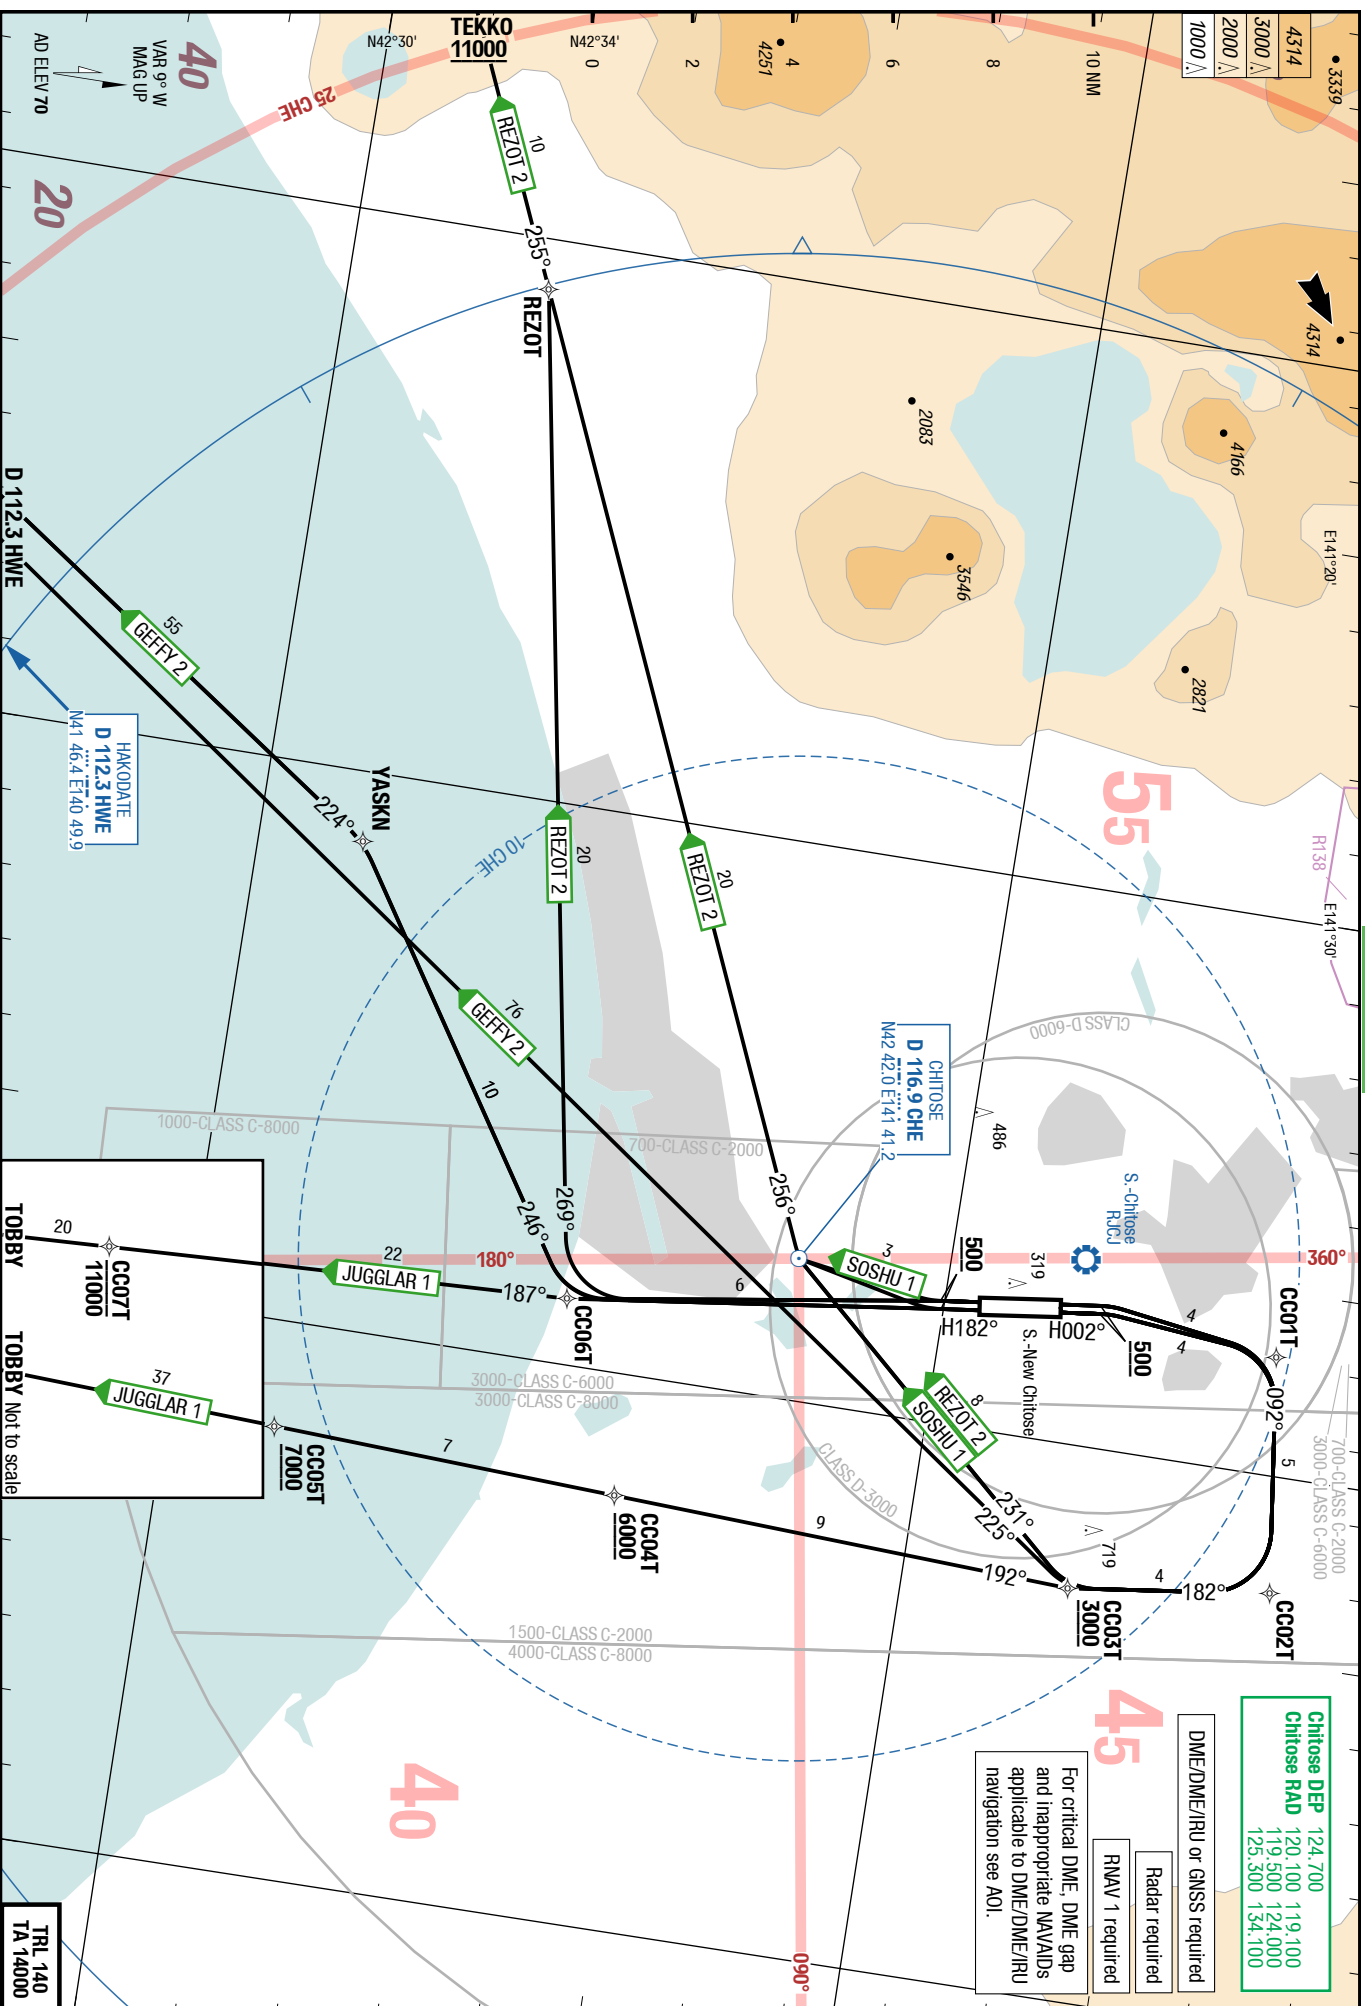 TEKKO
11000
N42°30'
N42°34'
0
2
4
6
8
10 NM
4251
3339
4314
3000
2000
1000
40
VAR 9° W
MAG UP
AD ELEV 70
20
25 CHE
10
REZOT 2
255°
REZOT
4314
2083
4166
3546
2821
E141°20'
R138
E141°30'
55
D 112.3 HWE
55
GEFFY 2
HAKODATE
D 112.3 HWE
N41 46.4 E140 49.9
224°
YASKN
10 CHE
20
REZOT 2
20
REZOT 2
76
GEFFY 2
10
246°
269°
256°
CHITOSE
D 116.9 CHE
N42 42.0 E141 41.2
CLASS D-6000
486
S.-Chitose
RJCJ
1000-CLASS C-8000
700-CLASS C-2000
180°
360°
3
SOSHU 1
500
319
6
H182°
H002°
S.-New Chitose
500
4
4
CC01T
092°
5
CC02T
700-CLASS C-2000
3000-CLASS C-6000
TOBBY
20
CC07T
11000
22
JUGGLAR 1
187°
CC06T
3000-CLASS C-6000
3000-CLASS C-8000
TOBBY Not to scale
37
JUGGLAR 1
CC05T
7000
7
CC04T
6000
9
192°
8
REZOT 2
SOSHU 1
231°
225°
CLASS D-3000
719
4
182°
CC03T
3000
1500-CLASS C-2000
4000-CLASS C-8000
45
40
090°
Chitose DEP 124.700
Chitose RAD 120.100 119.100
119.500 124.000
125.300 134.100
DME/DME/IRU or GNSS required
Radar required
RNAV 1 required
For critical DME, DME gap
and inappropriate NAVAIDs
applicable to DME/DME/IRU
navigation see AOI.
TRL 140
TA 14000